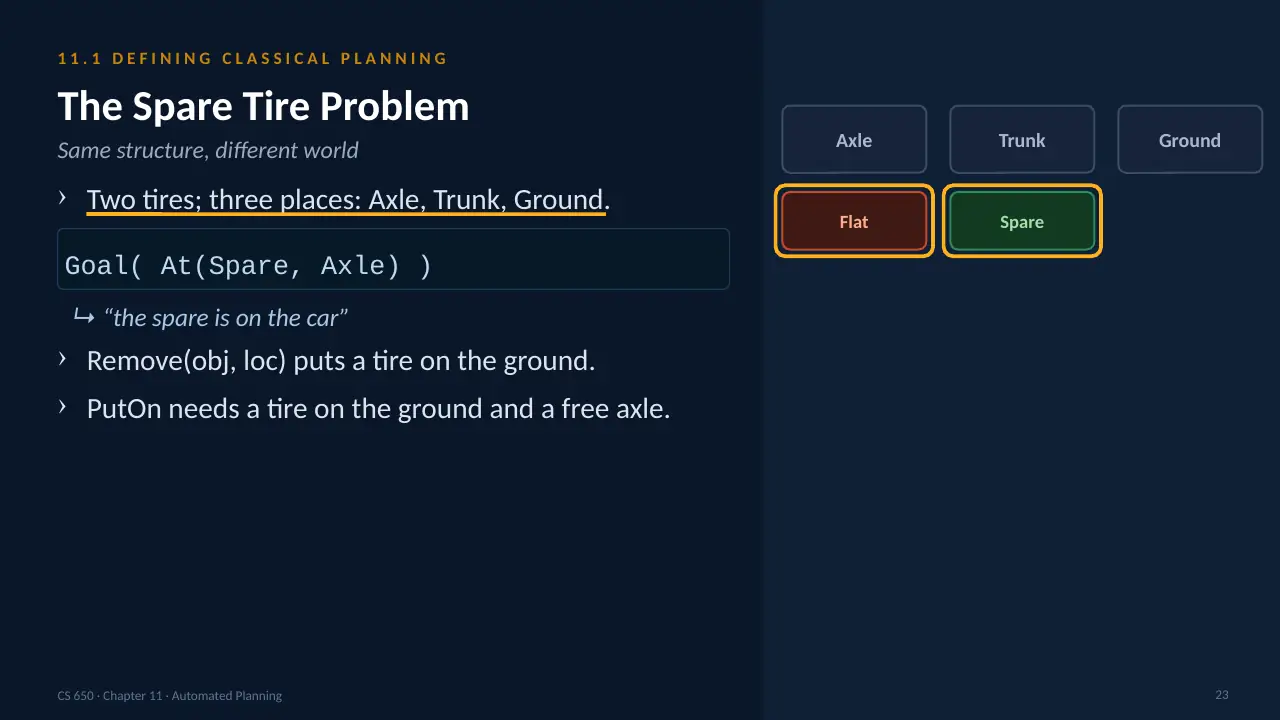 11.1 DEFINING CLASSICAL PLANNING
The Spare Tire Problem
Same structure, different world
› Two tires; three places: Axle, Trunk, Ground.
Goal( At(Spare, Axle) )
↪ “the spare is on the car”
› Remove(obj, loc) puts a tire on the ground.
› PutOn needs a tire on the ground and a free axle.
Axle Trunk Ground
Flat Spare
CS 650 · Chapter 11 · Automated Planning
23